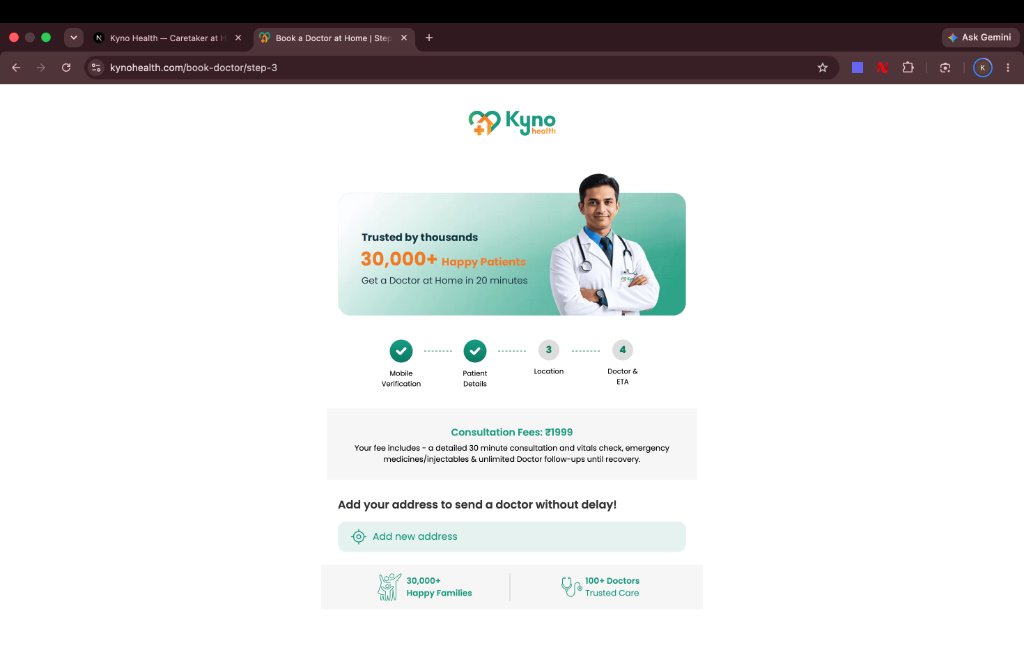 Kyno Health — Caretaker at H
Book a Doctor at Home | Step
Ask Gemini
kynohealth.com/book-doctor/step-3
K
Kyno
health
Trusted by thousands
30,000+ Happy Patients
Get a Doctor at Home in 20 minutes
3
4
Mobile
Verification
Patient
Details
Location
Doctor &
ETA
Consultation Fees: ₹1999
Your fee includes - a detailed 30 minute consultation and vitals check, emergency
medicines/injectables & unlimited Doctor follow-ups until recovery.
Add your address to send a doctor without delay!
Add new address
30,000+
Happy Families
100+ Doctors
Trusted Care